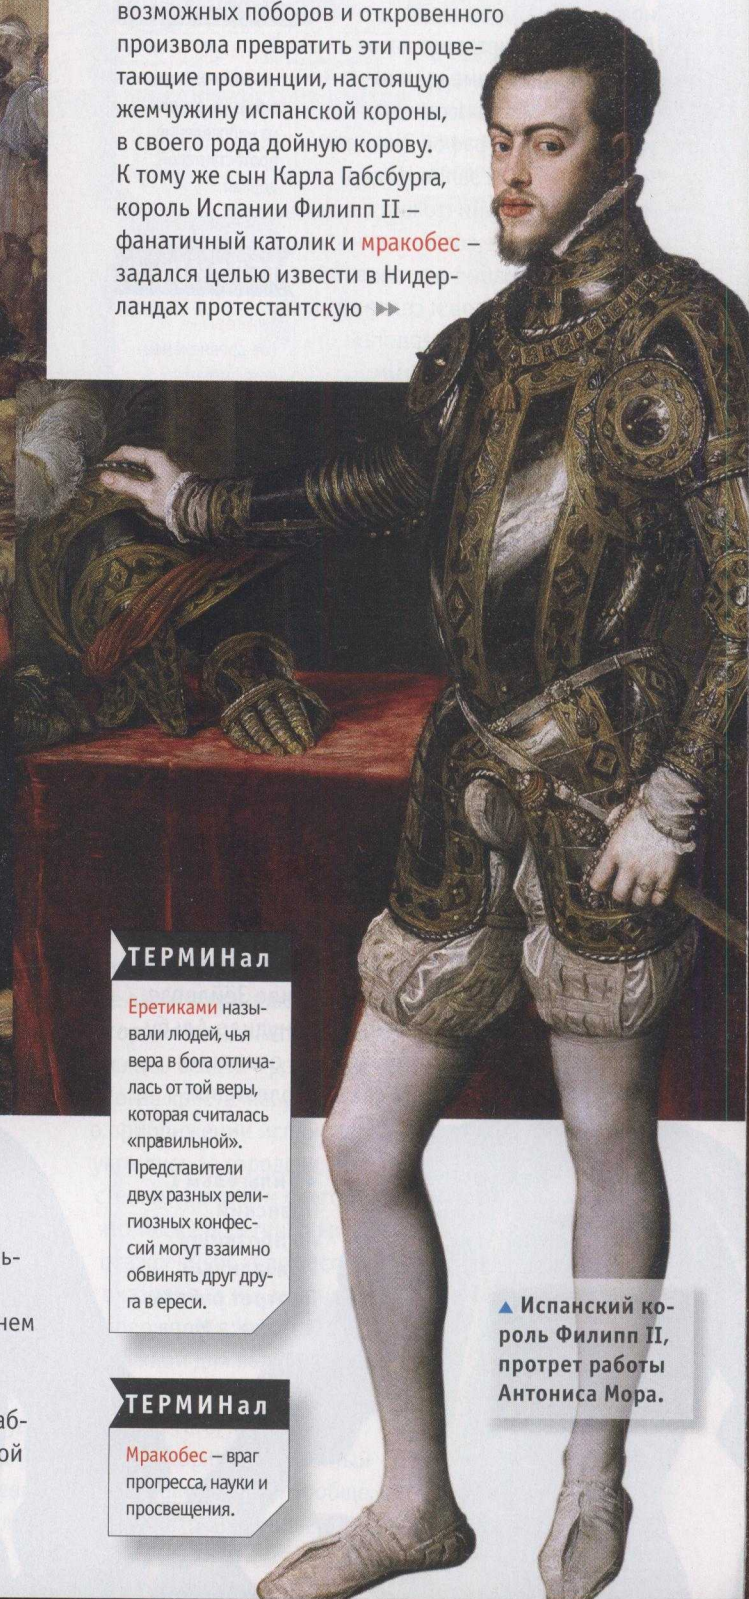 возможных поборов и откровенного
произвола превратить эти процве-
тающие провинции, настоящую
жемчужину испанской короны,
в своего рода дойную корову.
К тому же сын Карла Габсбурга,
король Испании Филипп II –
фанатичный католик и мракобес –
задался целью извести в Нидер-
ландах протестантскую
ТЕРМИНал
Еретиками назы-
вали людей, чья
вера в бога отлича-
лась от той веры,
которая считалась
«правильной».
Представители
двух разных рели-
гиозных конфес-
сий могут взаимно
обвинять друг дру-
га в ереси.
ь-
нем
аб-
ой
ТЕРМИНал
Мракобес – враг
прогресса, науки и
просвещения.
Испанский ко-
роль Филипп II,
протрет работы
Антониса Мора.